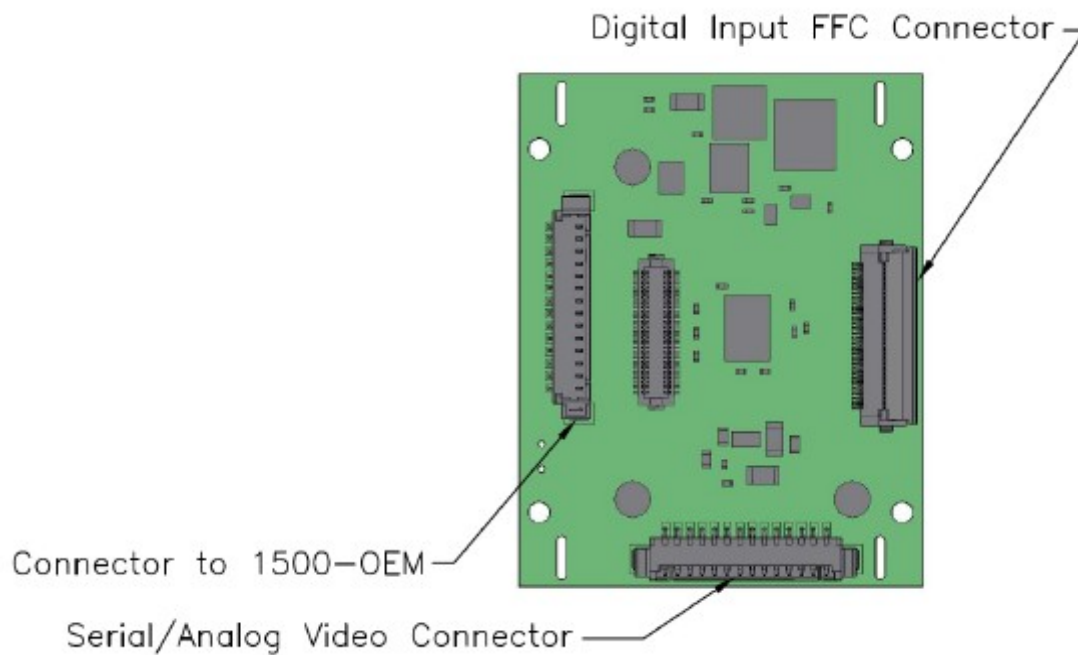 Digital Input FFC Connector
Connector to 1500-OEM
Serial/Analog Video Connector